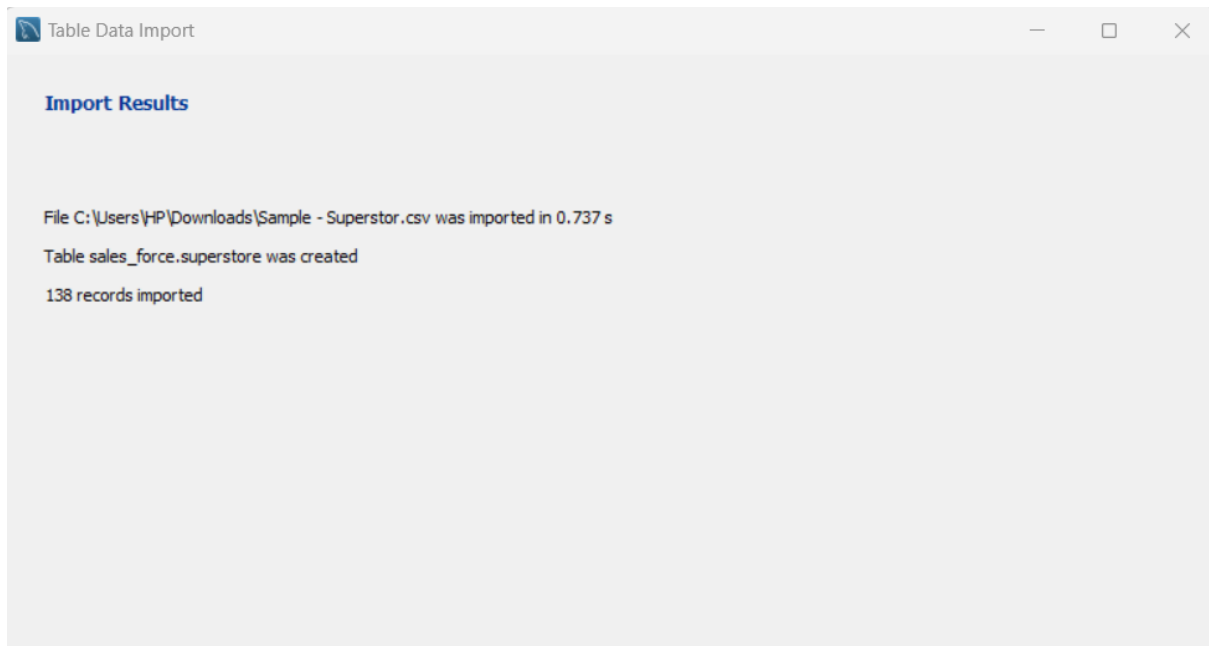 Table Data Import
Import Results
File C:\Users\HP\Downloads\Sample - Superstor.csv was imported in 0.737 s
Table sales_force.superstore was created
138 records imported